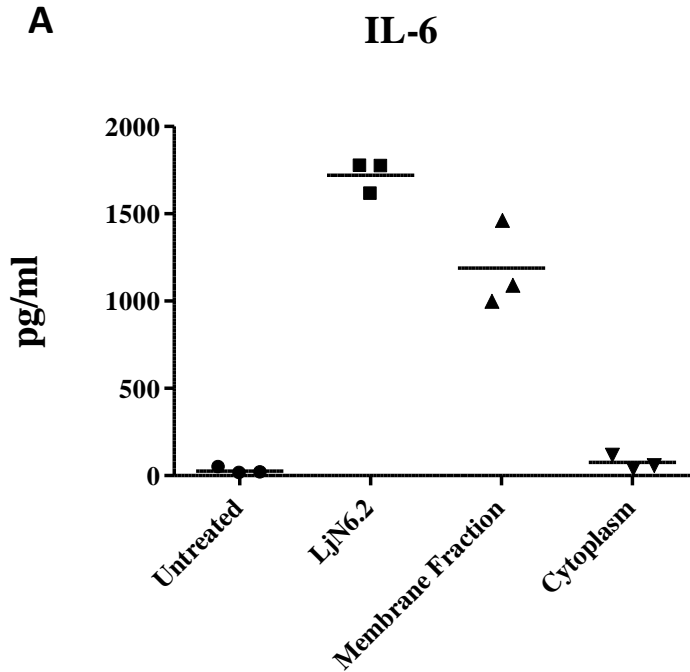 A
IL-6
pg/ml
2000
1500
1000
500
0
Untreated
LjN6.2
Membrane Fraction
Cytoplasm